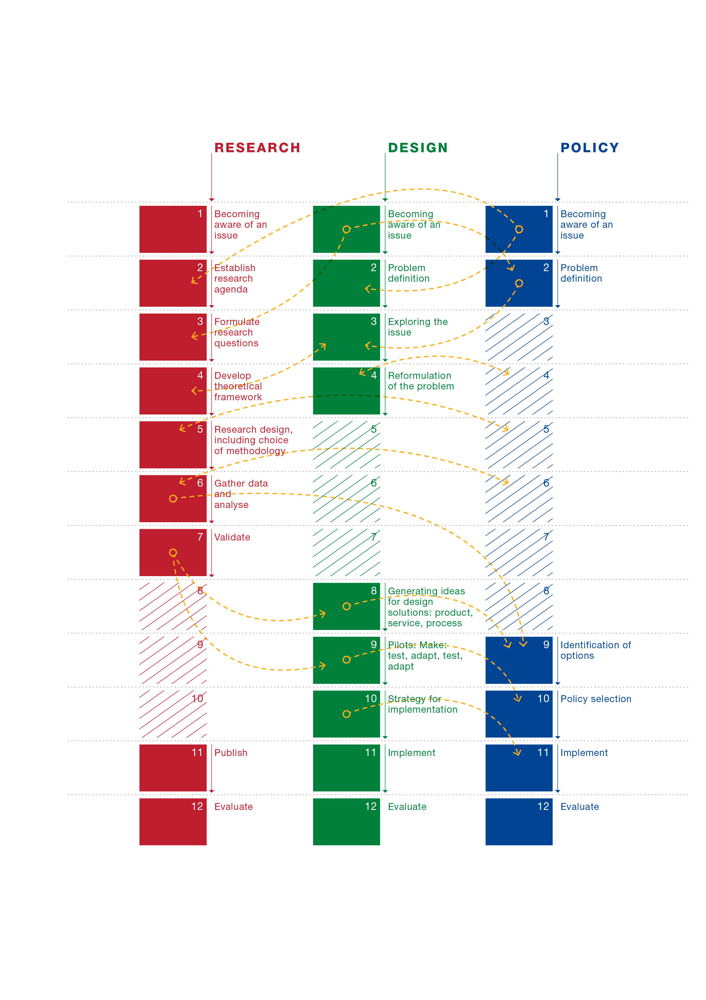 RESEARCH
DESIGN
POLICY
1
Becoming
aware of an
issue
Becoming
aware of an
issue
1
Becoming
aware of an
issue
2
Establish
research
agenda
2
Problem
definition
2
Problem
definition
3
Formulate
research
questions
3
Exploring the
issue
3
4
Develop
theoretical
framework
4
Reformulation
of the problem
4
5
Research design,
including choice
of methodology
5
5
6
Gather data
and
analyse
6
6
7
Validate
7
7
8
8
Generating ideas
for design
solutions: product,
service, process
8
9
9
Pilots: Make:
test, adapt, test,
adapt
9
Identification of
options
10
10
Strategy for
implementation
10
Policy selection
11
Publish
11
Implement
11
Implement
12
Evaluate
12
Evaluate
12
Evaluate